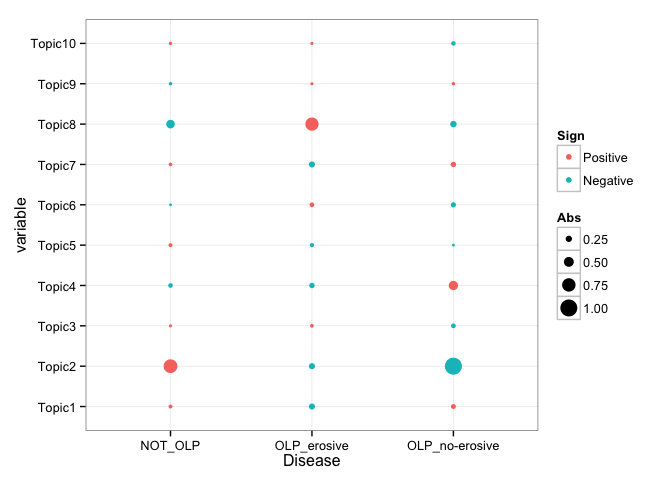 variable
Topic10
Topic9
Topic8
Topic7
Topic6
Topic5
Topic4
Topic3
Topic2
Topic1
NOT_OLP OLP_erosive OLP_no-erosive
Disease
Sign
Positive
Negative
Abs
0.25
0.50
0.75
1.00